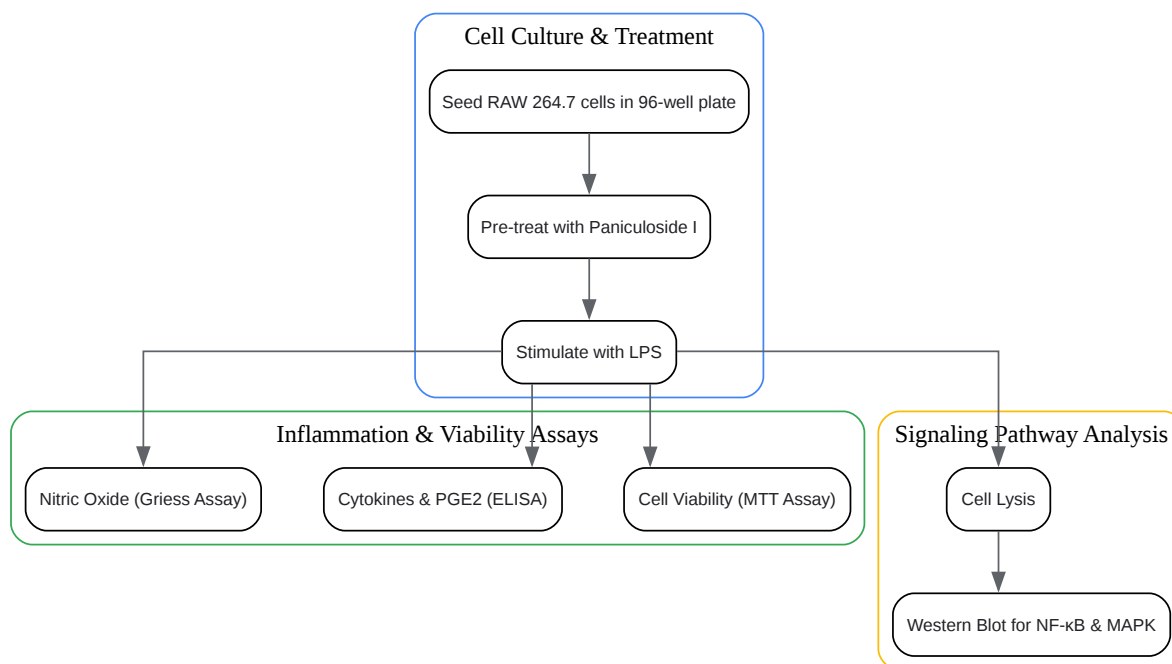 Cell Culture & Treatment
Seed RAW 264.7 cells in 96-well plate
Pre-treat with Paniculoside I
Stimulate with LPS
Inflammation & Viability Assays
Signaling Pathway Analysis
Nitric Oxide (Griess Assay)
Cytokines & PGE2 (ELISA)
Cell Viability (MTT Assay)
Cell Lysis
Western Blot for NF-κB & MAPK